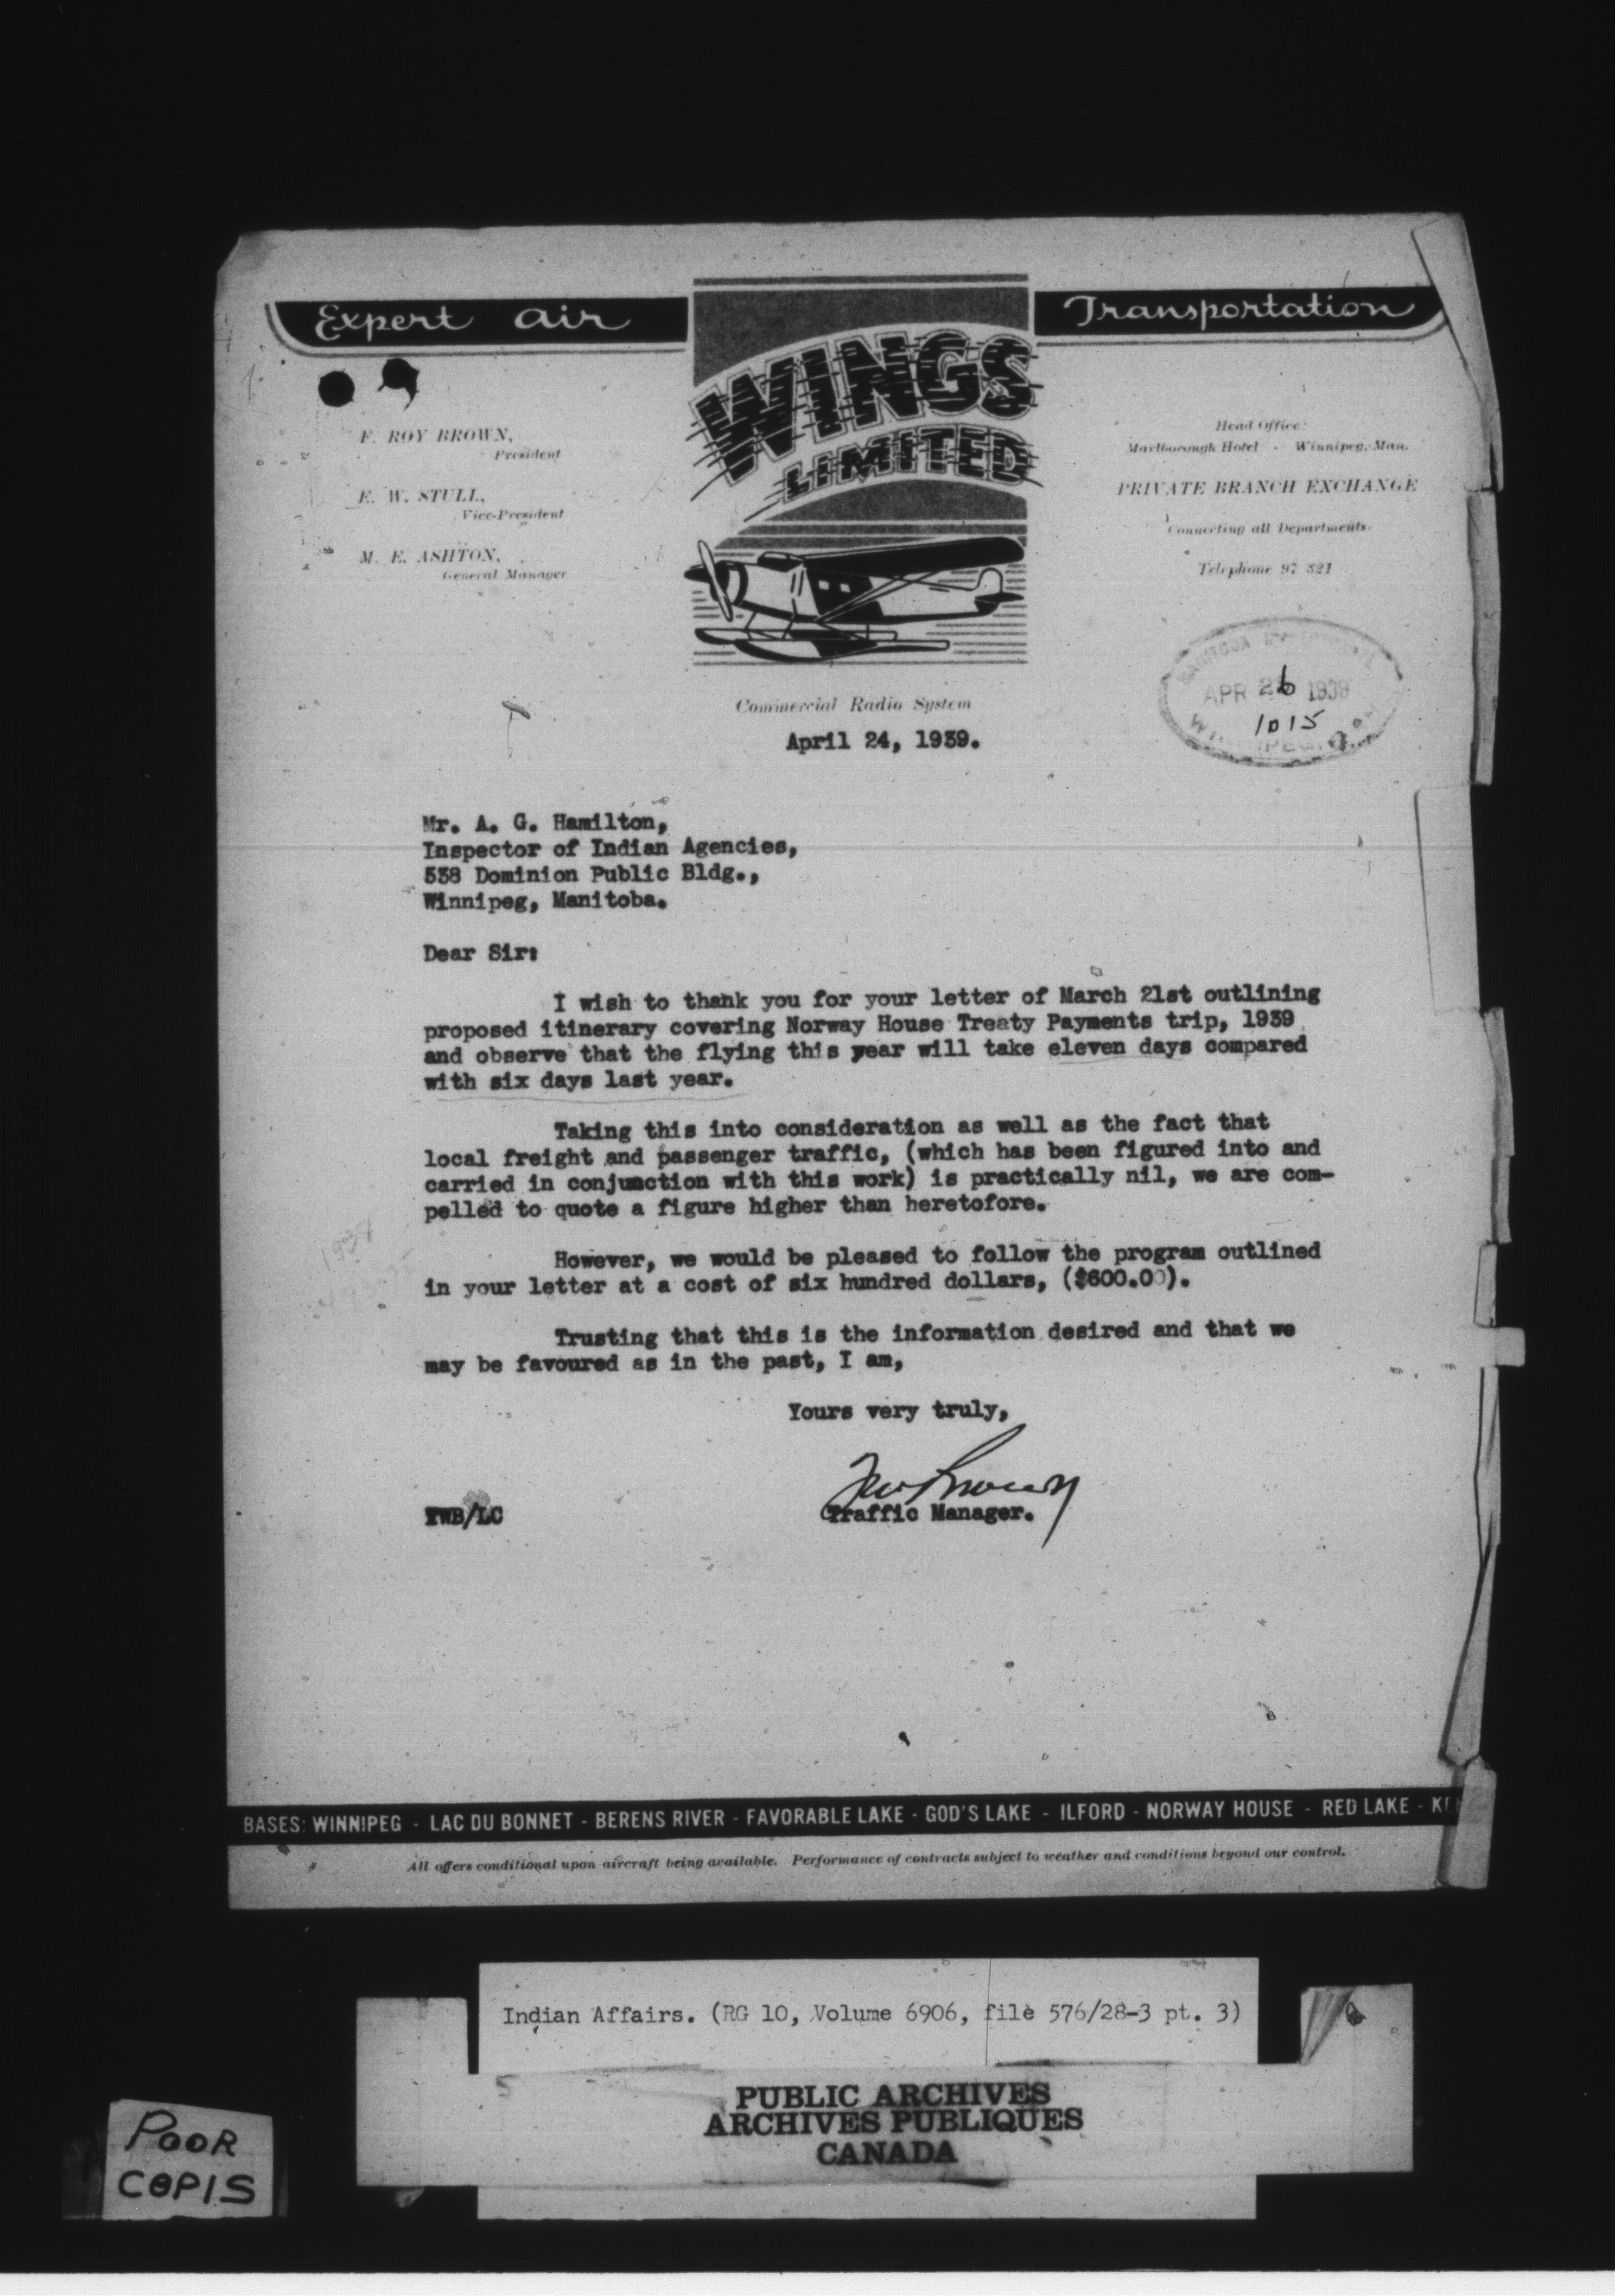 Expert Air Transportation
WINGS
LIMITED
F. ROY BROWN,
President
E. W. STULL,
Vice-President
M. E. ASHTON,
General Manager
Head Office:
Marlborough Hotel - Winnipeg, Man.
PRIVATE BRANCH EXCHANGE
Connecting all Departments
Telephone 97 321
APR 26 1939
1015
Commercial Radio System
April 24, 1939.
Mr. A. G. Hamilton,
Inspector of Indian Agencies,
538 Dominion Public Bldg.,
Winnipeg, Manitoba.
Dear Sir:
I wish to thank you for your letter of March 21st outlining
proposed itinerary covering Norway House Treaty Payments trip, 1939
and observe that the flying this year will take eleven days compared
with six days last year.
Taking this into consideration as well as the fact that
local freight and passenger traffic, (which has been figured into and
carried in conjunction with this work) is practically nil, we are com-
pelled to quote a figure higher than heretofore.
1938
However, we would be pleased to follow the program outlined
in your letter at a cost of six hundred dollars, ($600.00).
Trusting that this is the information desired and that we
may be favoured as in the past, I am,
Yours very truly,
Traffic Manager.
TWB/LC
BASES: WINNIPEG - LAC DU BONNET - BERENS RIVER - FAVORABLE LAKE - GOD'S LAKE - ILFORD - NORWAY HOUSE - RED LAKE -
All offers conditional upon aircraft being available. Performance of contracts subject to weather and conditions beyond our control.
Indian Affairs. (RG 10, Volume 6906, file 576/28-3 pt. 3)
PUBLIC ARCHIVES
ARCHIVES PUBLIQUES
CANADA
POOR
COPIS